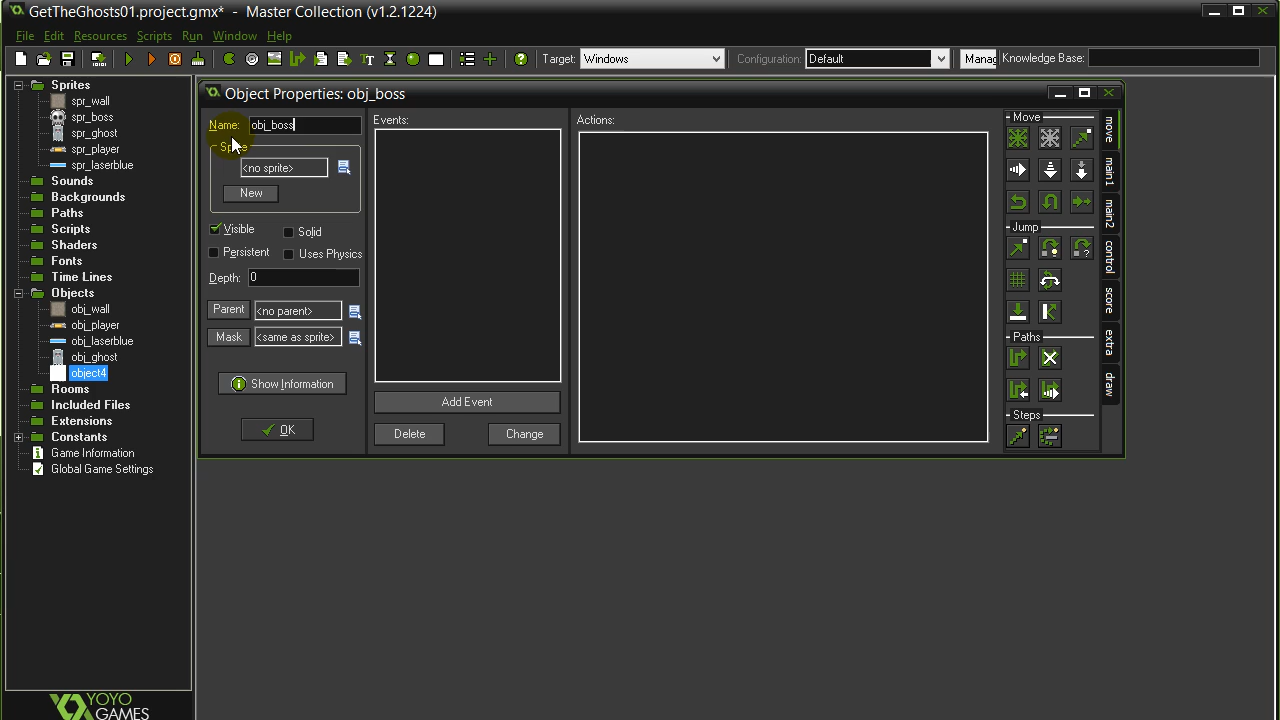 GetTheGhosts01.project.gmx* - Master Collection (v1.2.1224)
File Edit Resources Scripts Run Window Help
Target: Windows Configuration: Default Manag Knowledge Base:
Sprites
spr_wall
spr_boss
spr_ghost
spr_player
spr_laserblue
Sounds
Backgrounds
Paths
Scripts
Shaders
Fonts
Time Lines
Objects
obj_wall
obj_player
obj_laserblue
obj_ghost
object4
Rooms
Included Files
Extensions
Constants
Game Information
Global Game Settings
YOYO
GAMES
Object Properties: obj_boss
Name: obj_boss
Sprite
<no sprite>
New
Visible Solid
Persistent Uses Physics
Depth: 0
Parent <no parent>
Mask <same as sprite>
Show Information
OK
Events:
Add Event
Delete Change
Actions:
Move
Jump
Paths
Steps
move
main1
main2
control
score
extra
draw